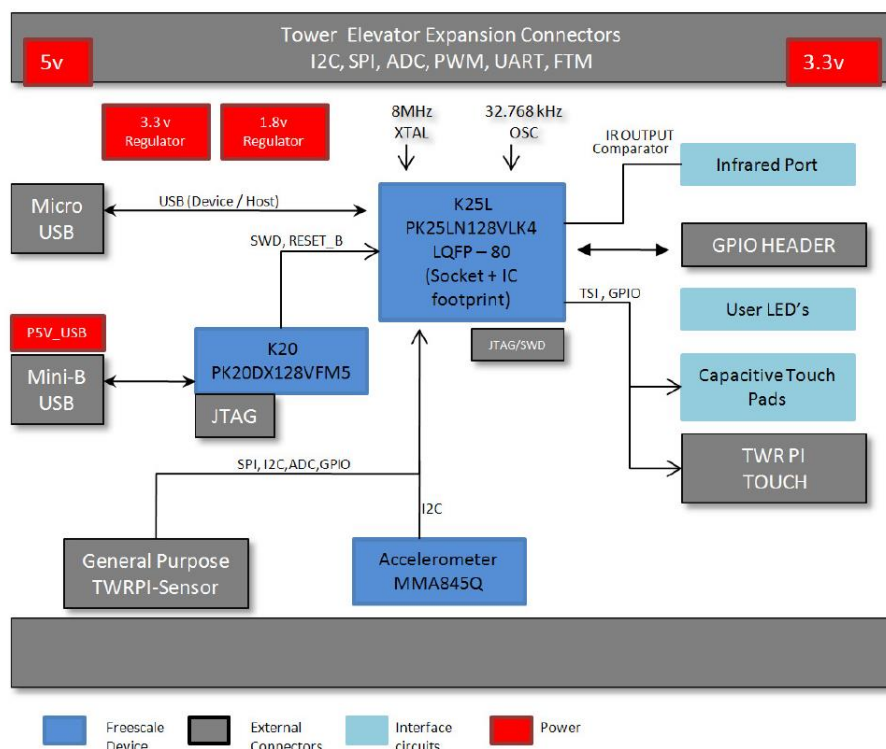 Tower Elevator Expansion Connectors
I2C, SPI, ADC, PWM, UART, FTM
5v
3.3v
3.3 v
Regulator
1.8v
Regulator
8MHz
XTAL
32.768 kHz
OSC
IR OUTPUT
Comparator
Infrared Port
Micro
USB
USB (Device / Host)
K25L
PK25LN128VLK4
LQFP – 80
(Socket + IC
footprint)
GPIO HEADER
SWD, RESET_B
TSI , GPIO
User LED's
P5V_USB
Mini-B
USB
K20
PK20DX128VFM5
JTAG
JTAG/SWD
Capacitive Touch
Pads
TWR PI
TOUCH
SPI, I2C,ADC,GPIO
I2C
General Purpose
TWRPI-Sensor
Accelerometer
MMA845Q
Freescale
Device
External
Connectors
Interface
circuits
Power